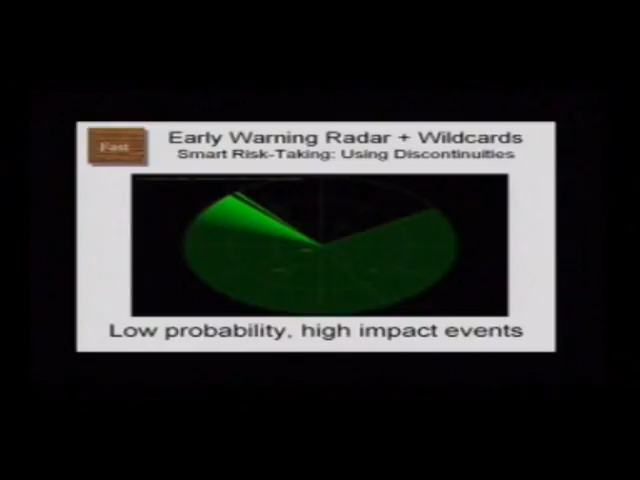 Fast
Early Warning Radar + Wildcards
Smart Risk-Taking: Using Discontinuities
Low probability, high impact events